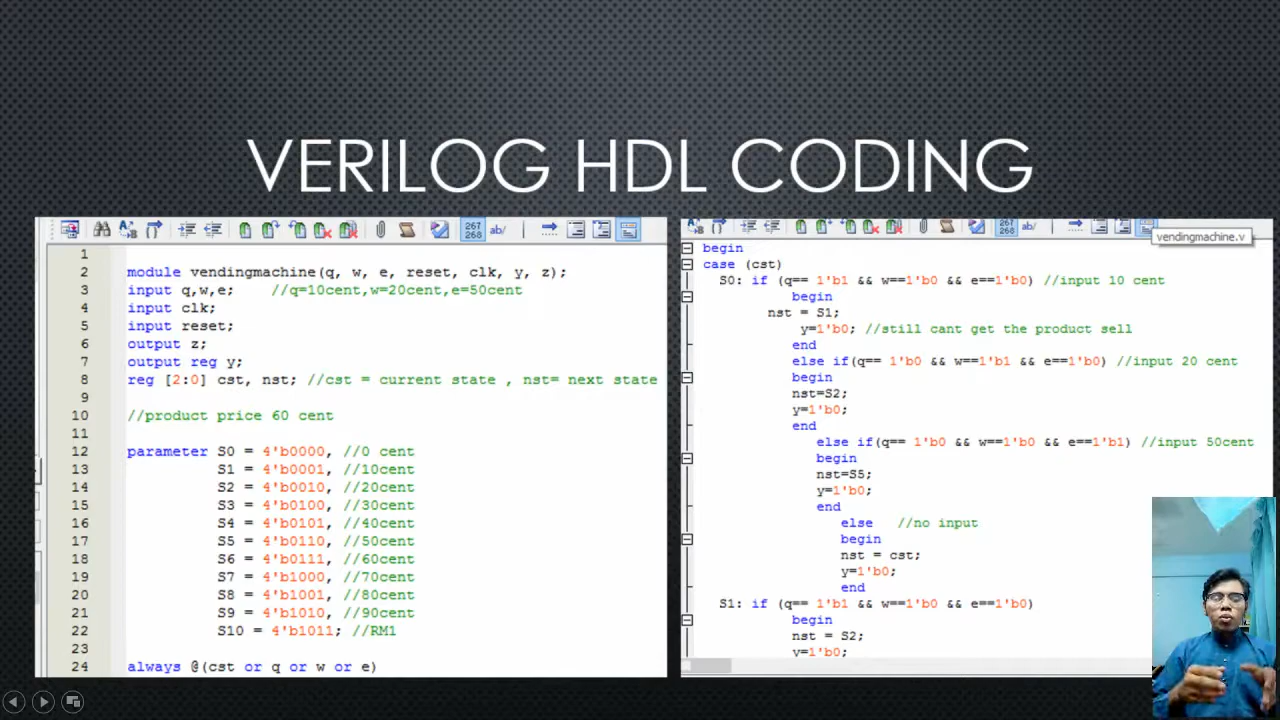 VERILOG HDL CODING
267
268
ab/
1
2 module vendingmachine(q, w, e, reset, clk, y, z);
3 input q,w,e; //q=10cent,w=20cent,e=50cent
4 input clk;
5 input reset;
6 output z;
7 output reg y;
8 reg [2:0] cst, nst; //cst = current state , nst= next state
9
10 //product price 60 cent
11
12 parameter S0 = 4'b0000, //0 cent
13 S1 = 4'b0001, //10cent
14 S2 = 4'b0010, //20cent
15 S3 = 4'b0100, //30cent
16 S4 = 4'b0101, //40cent
17 S5 = 4'b0110, //50cent
18 S6 = 4'b0111, //60cent
19 S7 = 4'b1000, //70cent
20 S8 = 4'b1001, //80cent
21 S9 = 4'b1010, //90cent
22 S10 = 4'b1011; //RM1
23
24 always @(cst or q or w or e)
267
268
ab/
vendingmachine.v
begin
case (cst)
S0: if (q== 1'b1 && w==1'b0 && e==1'b0) //input 10 cent
begin
nst = S1;
y=1'b0; //still cant get the product sell
end
else if(q== 1'b0 && w==1'b1 && e==1'b0) //input 20 cent
begin
nst=S2;
y=1'b0;
end
else if(q== 1'b0 && w==1'b0 && e==1'b1) //input 50cent
begin
nst=S5;
y=1'b0;
end
else //no input
begin
nst = cst;
y=1'b0;
end
S1: if (q== 1'b1 && w==1'b0 && e==1'b0)
begin
nst = S2;
y=1'b0;